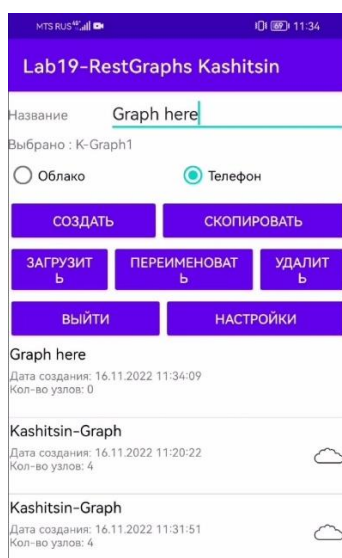 MTS RUS 69 11:34
Lab19-RestGraphs Kashitsin
Название Graph here
Выбрано : K-Graph1
Облако Телефон
СОЗДАТЬ СКОПИРОВАТЬ
ЗАГРУЗИТ ПЕРЕИМЕНОВАТ УДАЛИТ
Ь Ь Ь
ВЫЙТИ НАСТРОЙКИ
Graph here
Дата создания: 16.11.2022 11:34:09
Кол-во узлов: 0
Kashitsin-Graph
Дата создания: 16.11.2022 11:20:22
Кол-во узлов: 4
Kashitsin-Grap
Дата создания: 16.11.2022 11:31:51
Кол-во узлов: 4